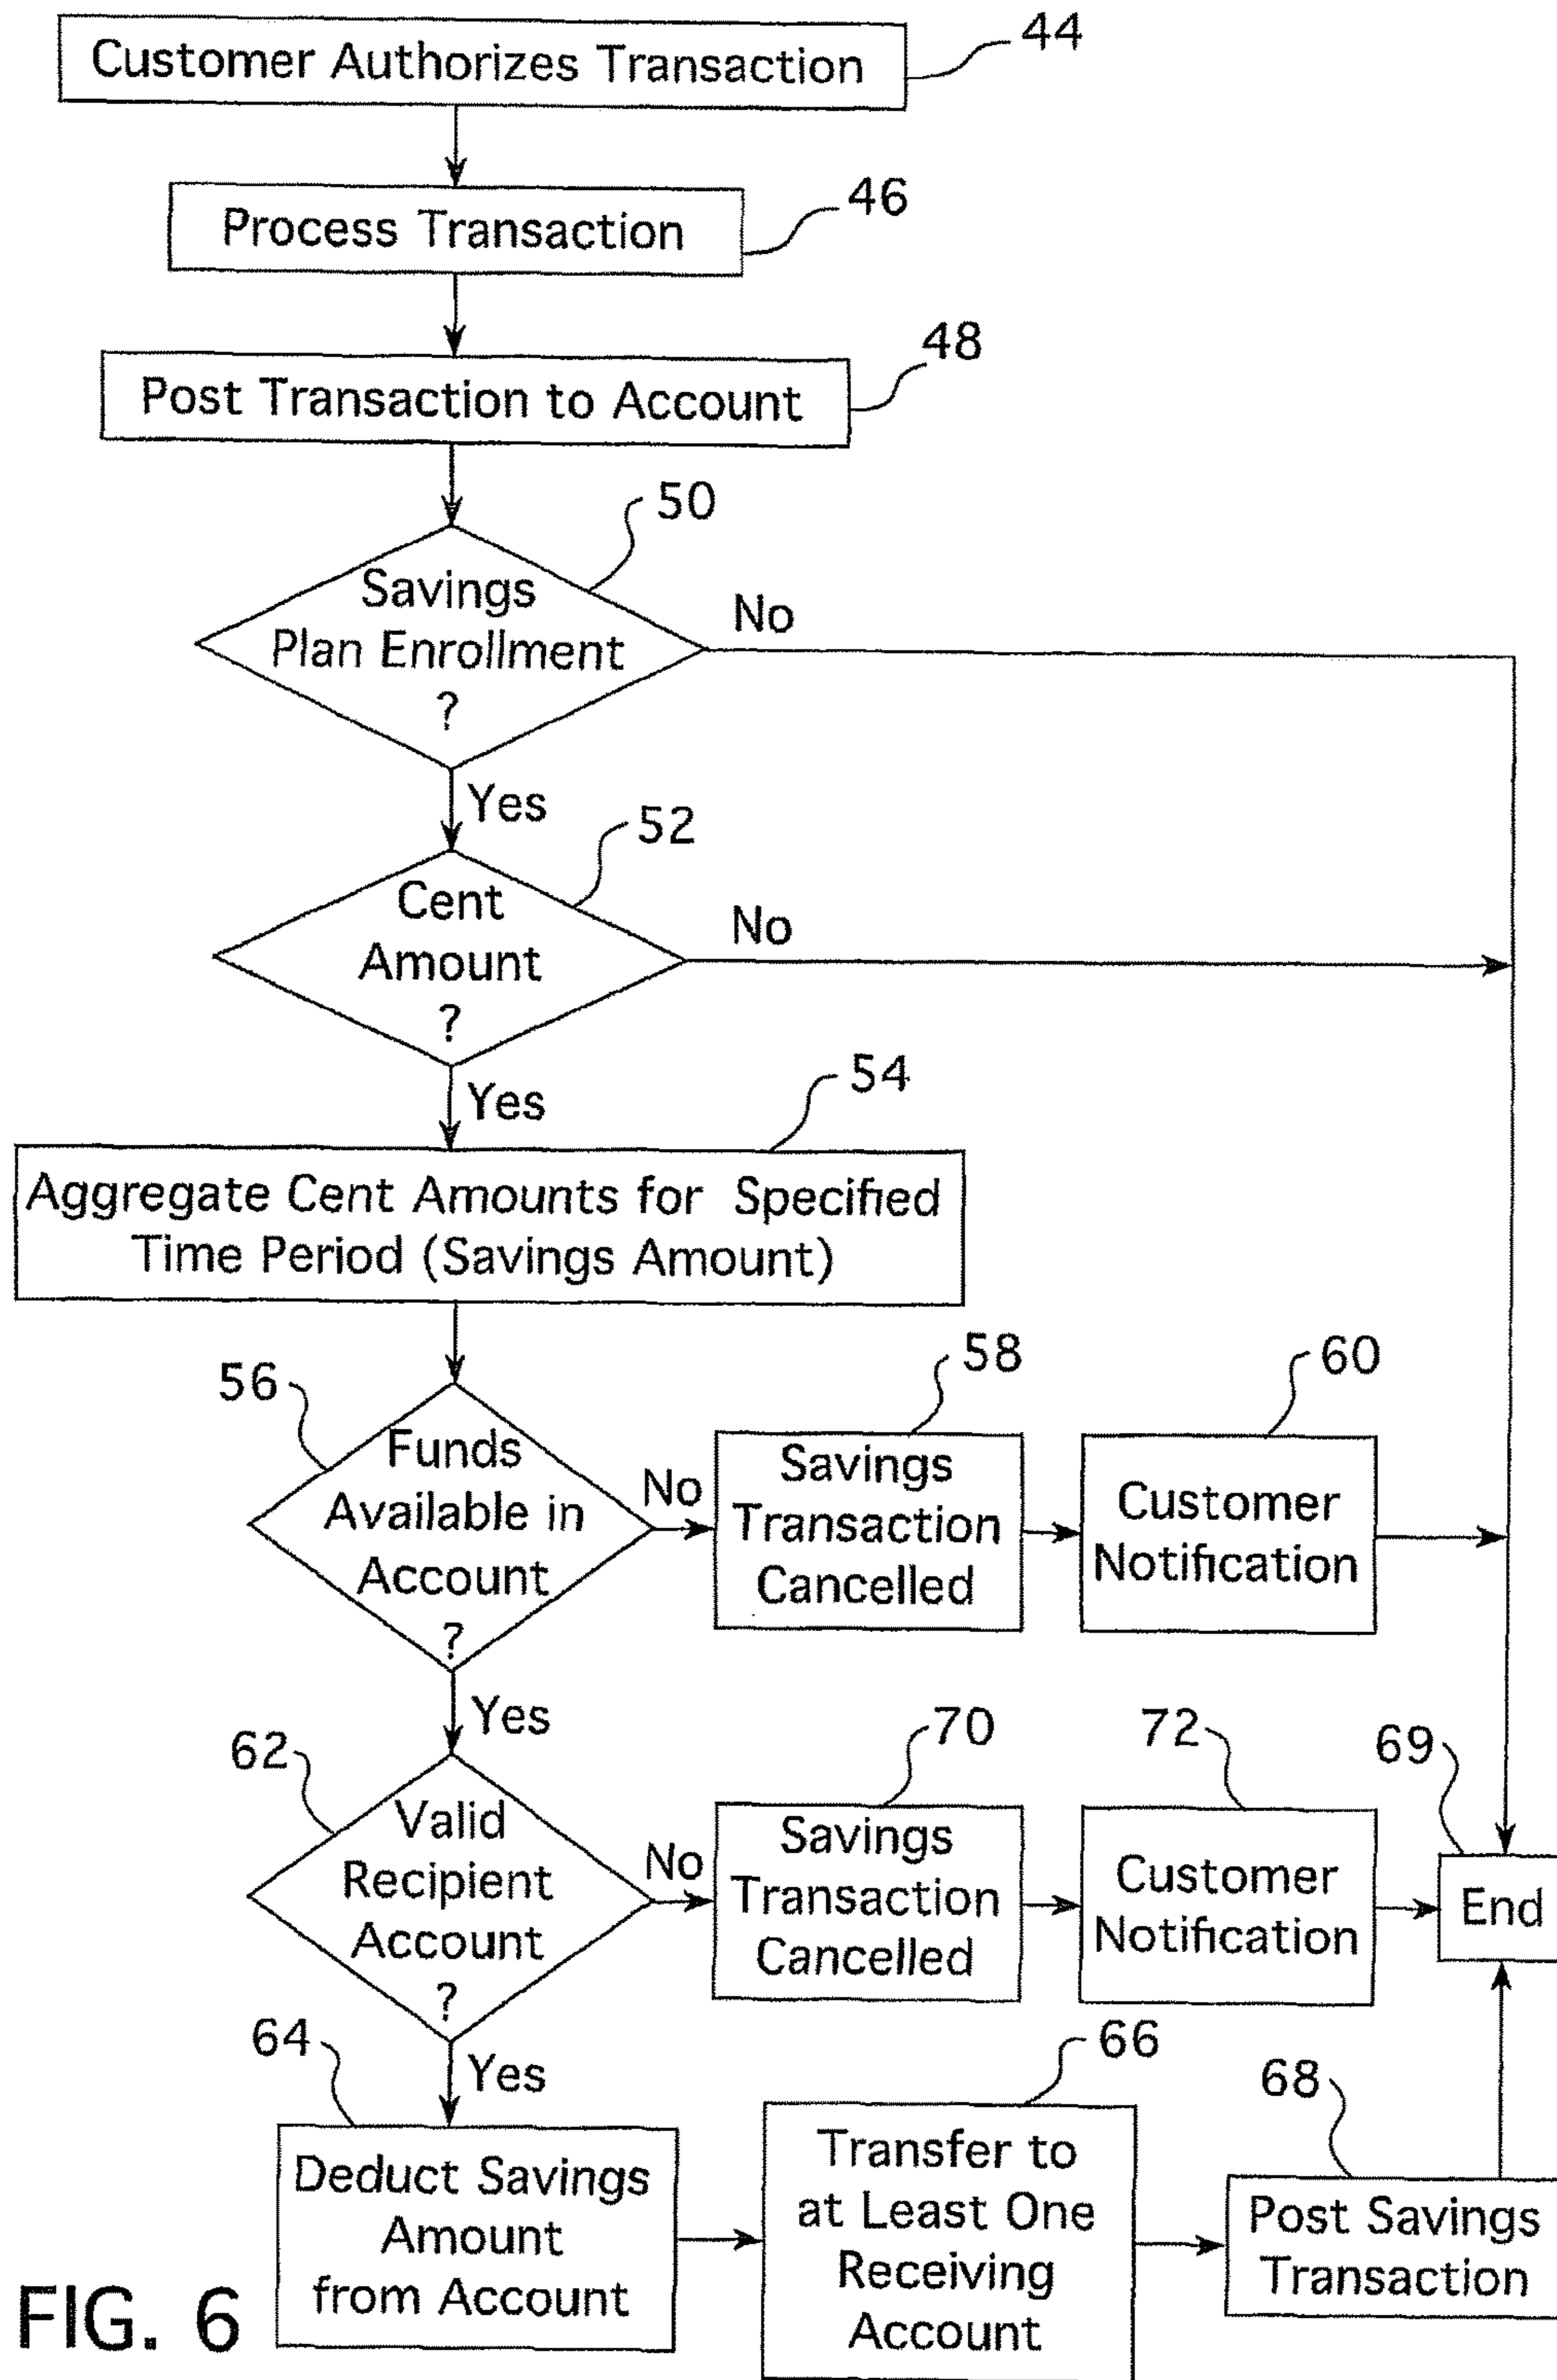 Customer Authorizes Transaction
44
Process Transaction
46
Post Transaction to Account
48
50
Savings
Plan Enrollment
?
No
Yes
52
Cent
Amount
?
No
Yes
54
Aggregate Cent Amounts for Specified
Time Period (Savings Amount)
56
Funds
Available in
Account
?
No
58
Savings
Transaction
Cancelled
60
Customer
Notification
Yes
62
Valid
Recipient
Account
?
No
70
Savings
Transaction
Cancelled
72
Customer
Notification
69
End
Yes
64
Deduct Savings
Amount
from Account
66
Transfer to
at Least One
Receiving
Account
68
Post Savings
Transaction
FIG. 6